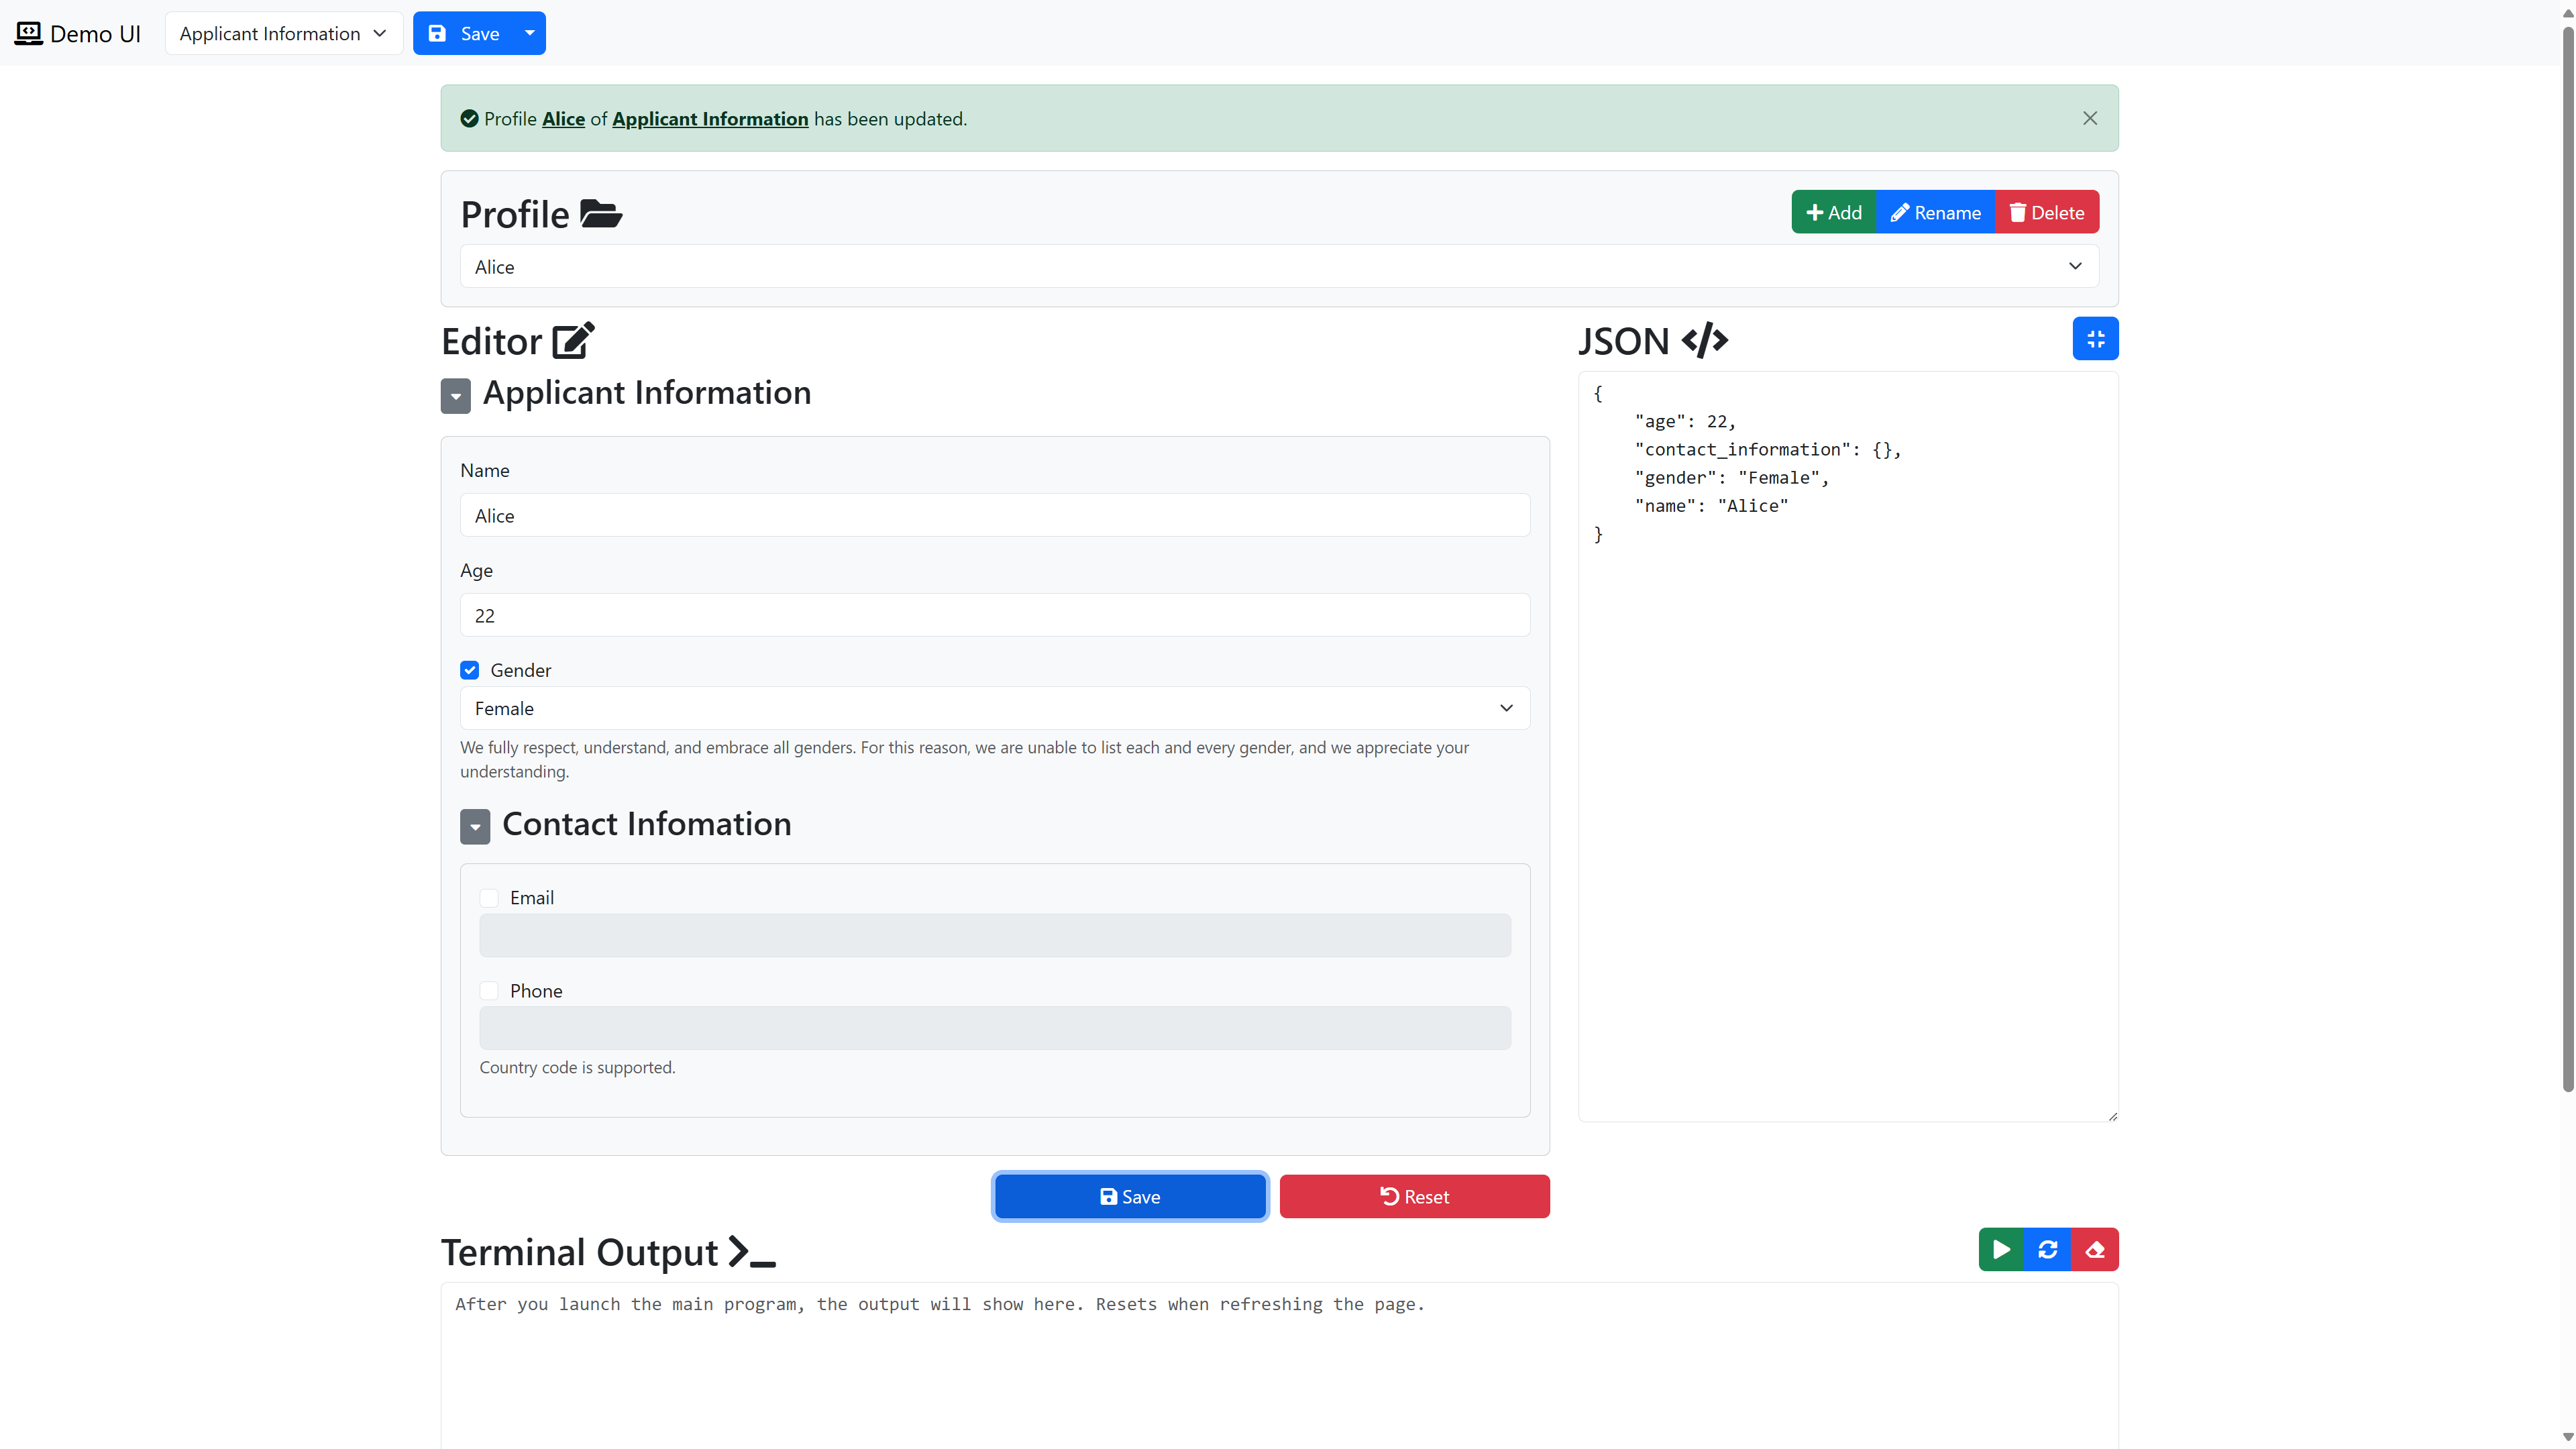 Demo UI
Applicant Information
Save
Profile Alice of Applicant Information has been updated.
Profile
Add
Rename
Delete
Alice
Editor
JSON
Applicant Information
Name
Alice
Age
22
Gender
Female
We fully respect, understand, and embrace all genders. For this reason, we are unable to list each and every gender, and we appreciate your
understanding.
Contact Infomation
Email
Phone
Country code is supported.
{
"age": 22,
"contact_information": {},
"gender": "Female",
"name": "Alice"
}
Save
Reset
Terminal Output
After you launch the main program, the output will show here. Resets when refreshing the page.